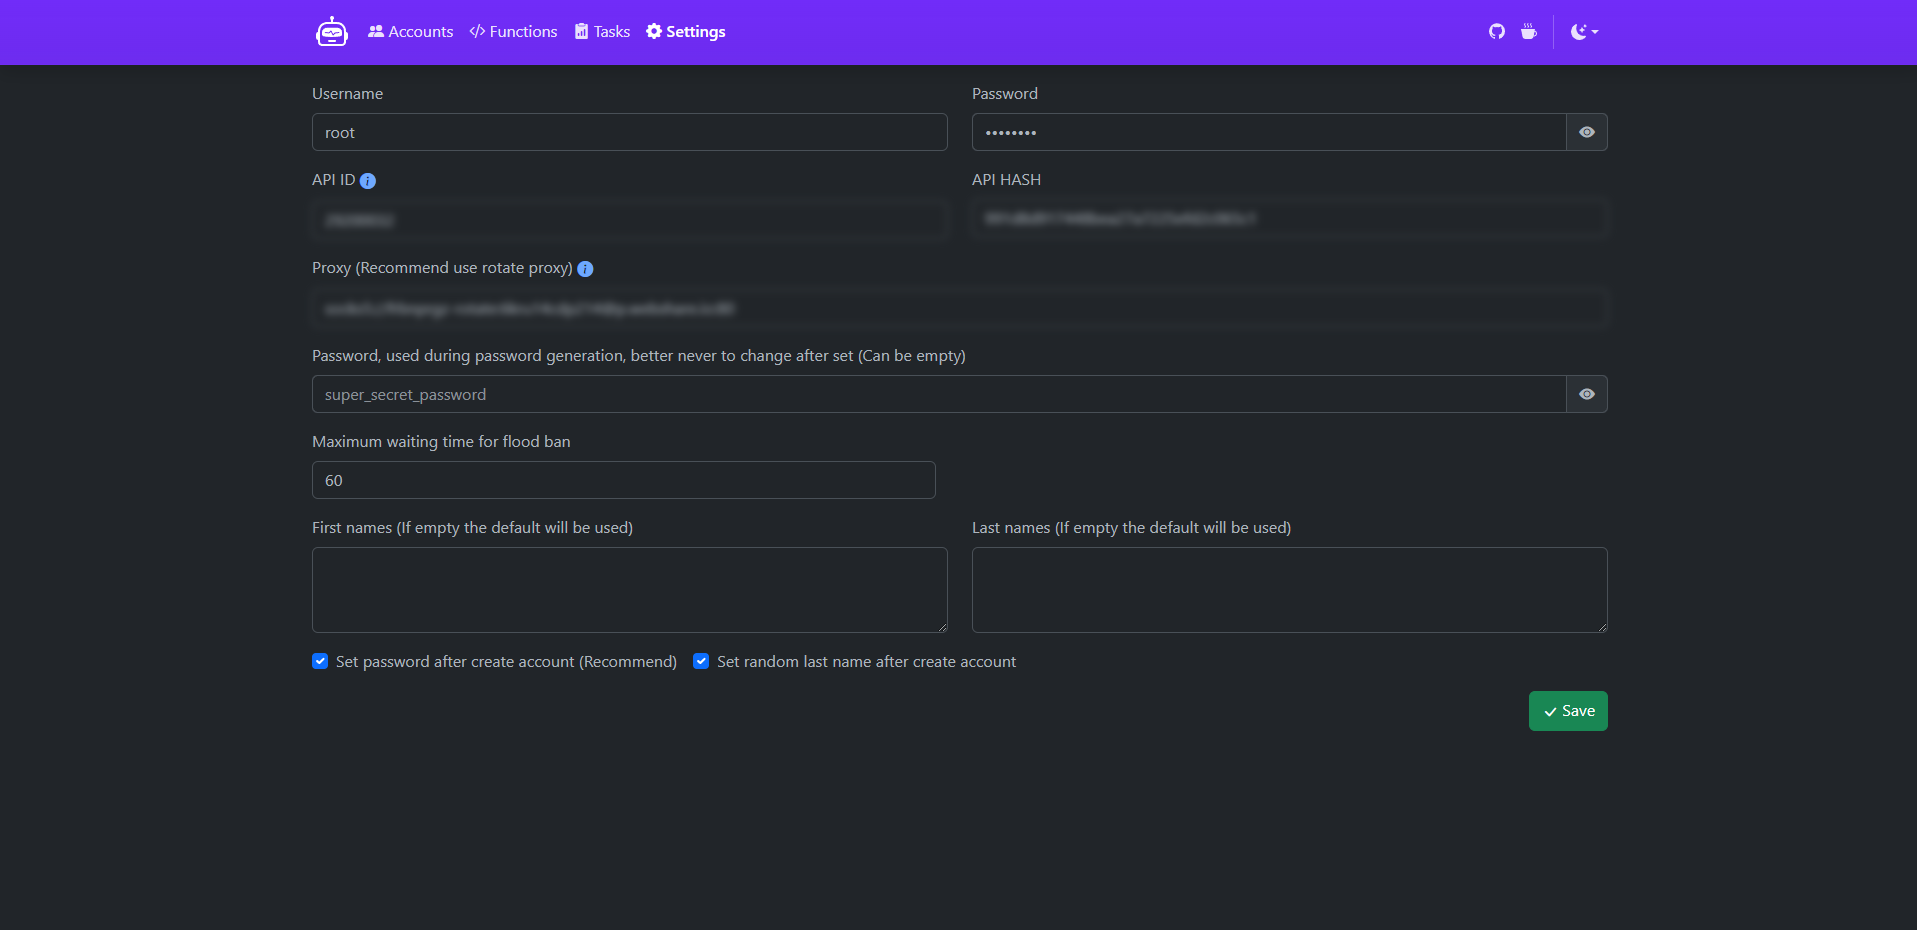 Accounts Functions Tasks Settings
Username Password
root ••••••••
API ID API HASH
Proxy (Recommend use rotate proxy)
Password, used during password generation, better never to change after set (Can be empty)
super_secret_password
Maximum waiting time for flood ban
60
First names (If empty the default will be used) Last names (If empty the default will be used)
Set password after create account (Recommend) Set random last name after create account
Save